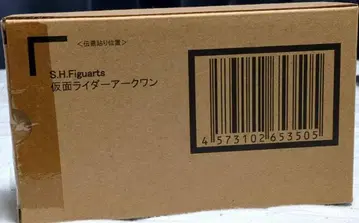 <伝票貼り位置>
S.H.Figuarts
仮面ライダーアークワン
4 573102 653505